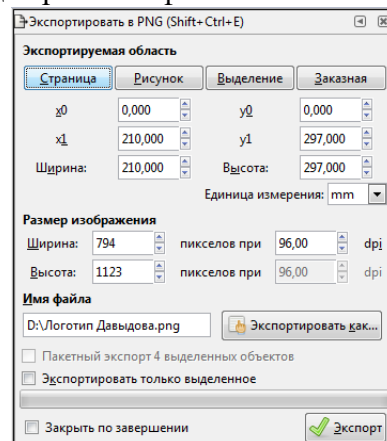 Экспортировать в PNG (Shift+Ctrl+E)
Экспортируемая область
Страница Рисунок Выделение Заказная
x0 0,000 y0 0,000
x1 210,000 y1 297,000
Ширина: 210,000 Высота: 297,000
Единица измерения: mm
Размер изображения
Ширина: 794 пикселов при 96,00 dpi
Высота: 1123 пикселов при 96,00 dpi
Имя файла
D:\Логотип Давыдова.png Экспортировать как...
Пакетный экспорт 4 выделенных объектов
Экспортировать только выделенное
Закрыть по завершении Экспорт